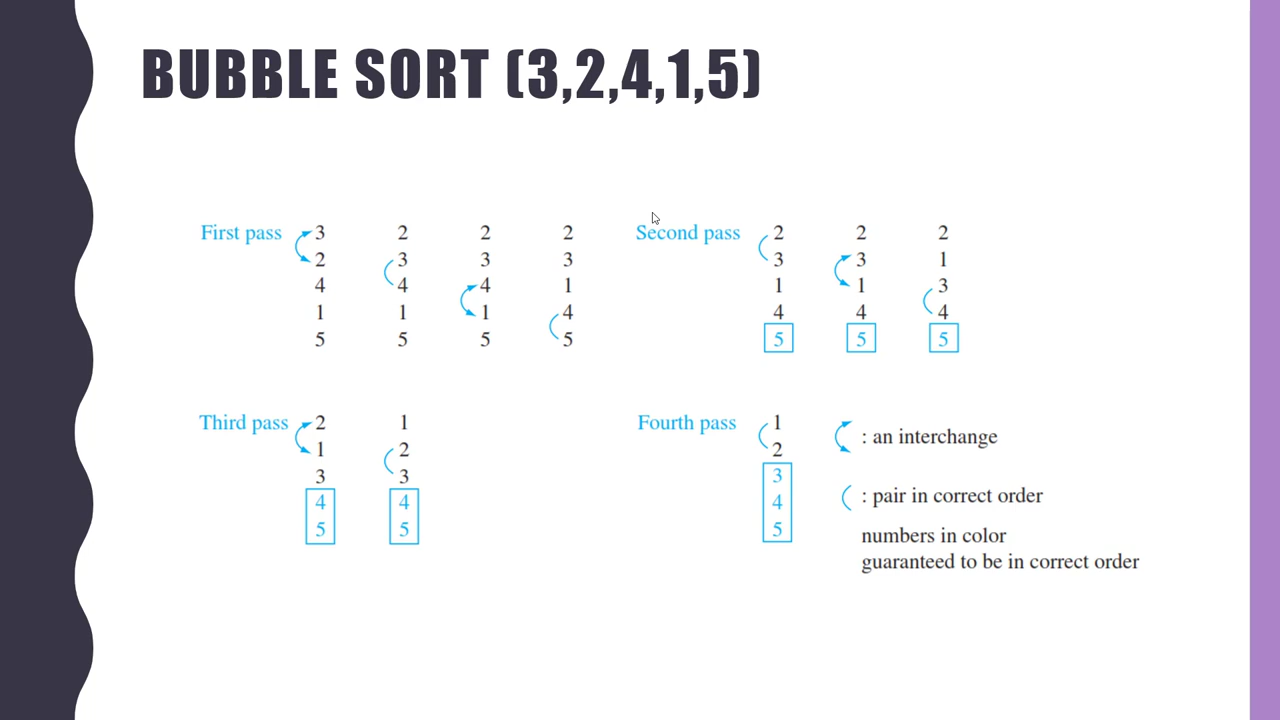 BUBBLE SORT (3,2,4,1,5)
First pass 3 2 2 2
2 3 3 3
4 4 4 1
1 1 1 4
5 5 5 5
Second pass 2 2 2
3 3 1
1 1 3
4 4 4
5 5 5
Third pass 2 1
1 2
3 3
4 4
5 5
Fourth pass 1
2
3
4
5
: an interchange
: pair in correct order
numbers in color
guaranteed to be in correct order